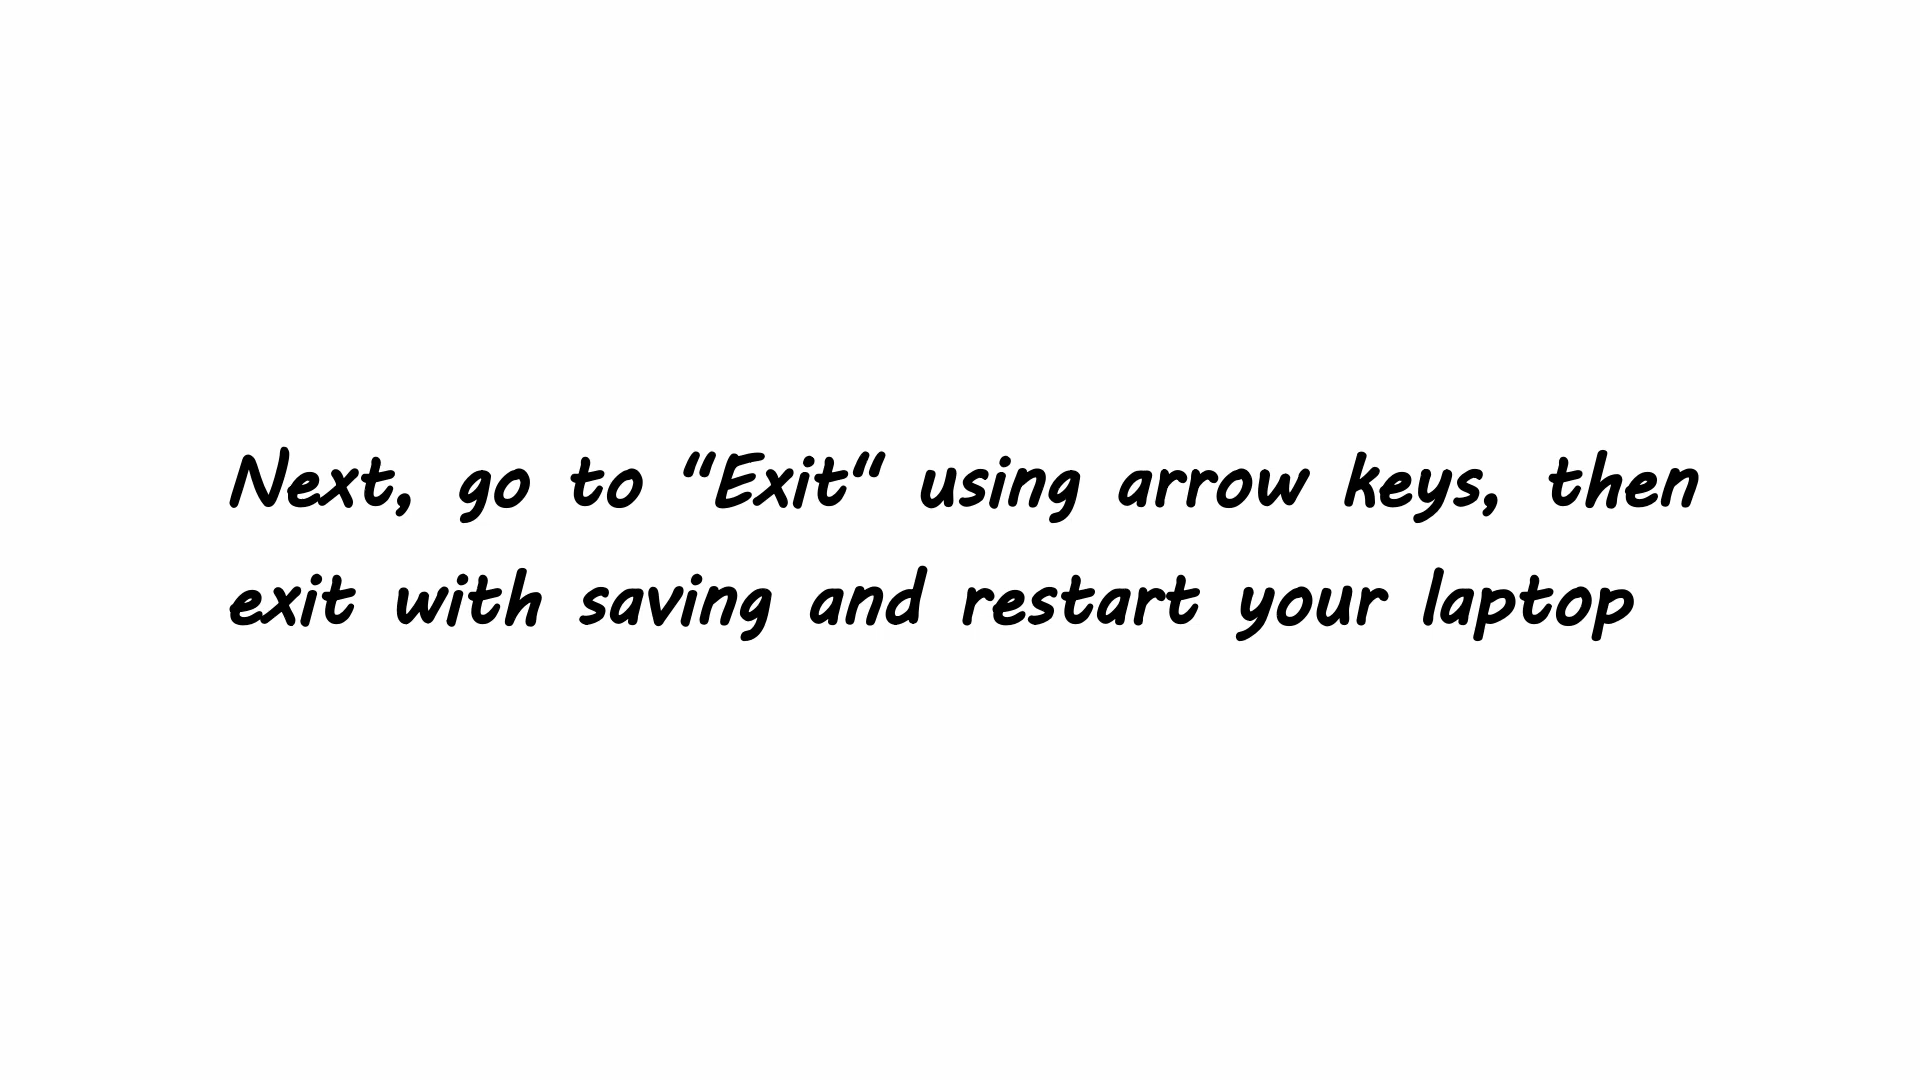 Next, go to “Exit“ using arrow keys, then
exit with saving and restart your laptop